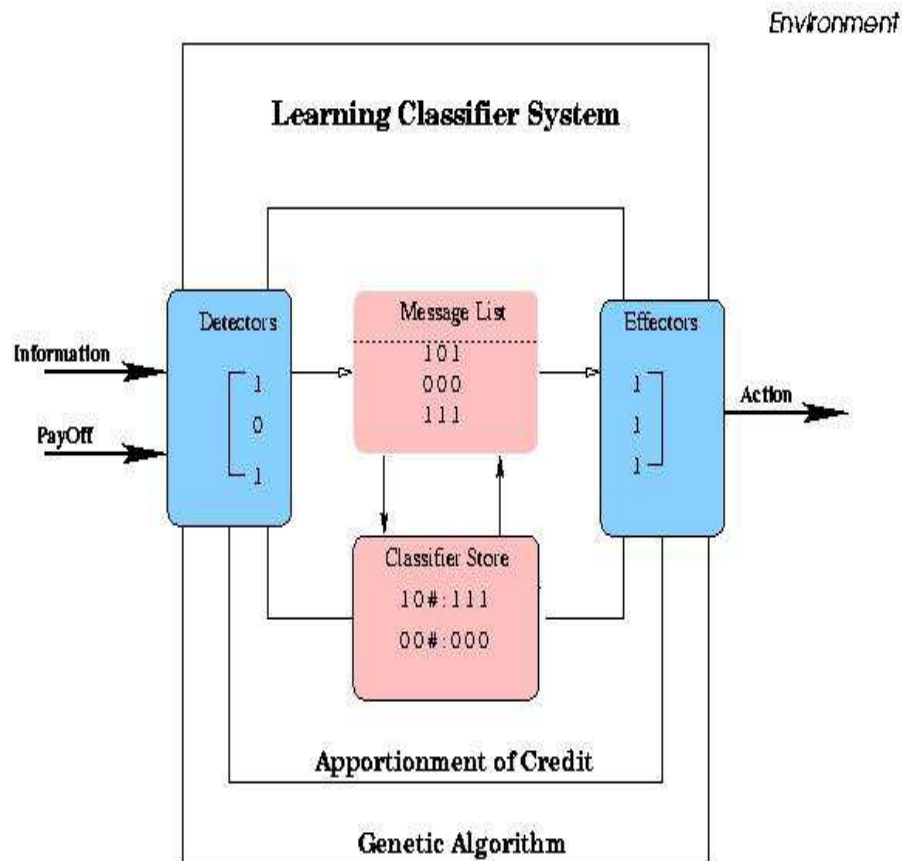 Environment
Learning Classifier System
Detectors
Message List
Effectors
Information
PayOff
1
0
1
101
000
111
1
1
1
Action
Classifier Store
10#:111
00#:000
Apportionment of Credit
Genetic Algorithm